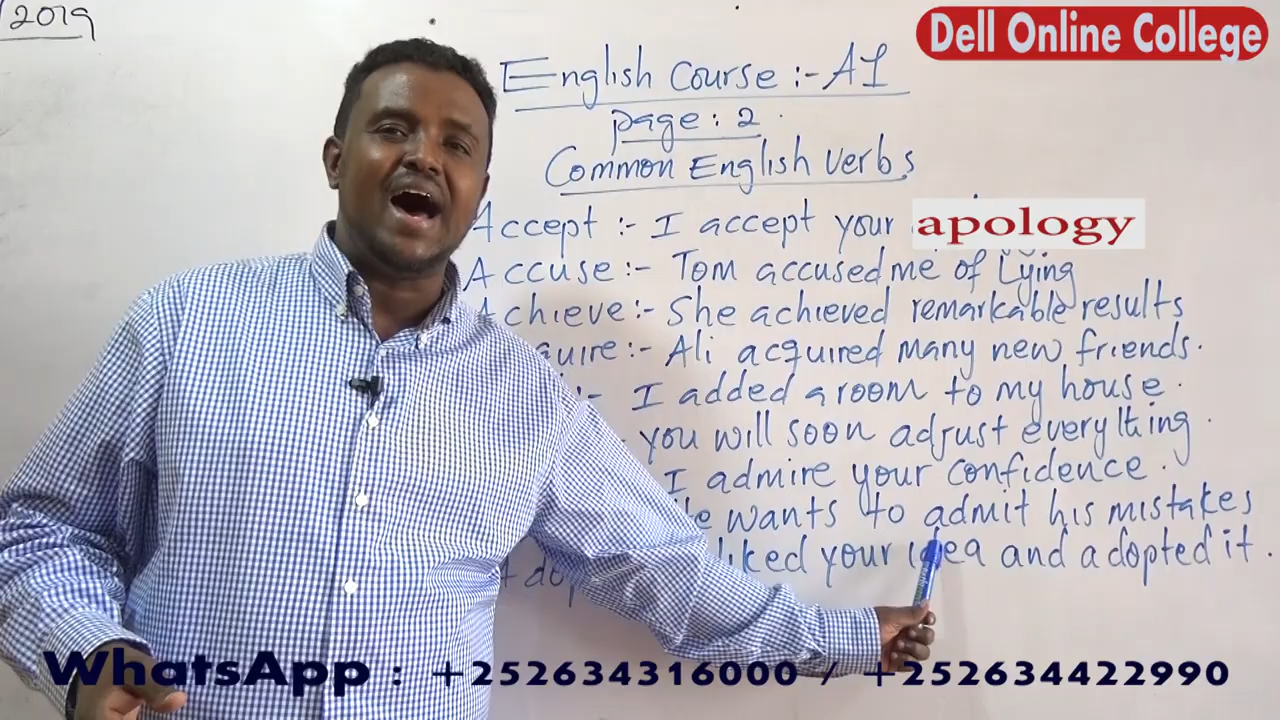 2019
Dell Online College
English Course :- A1
page : 2
Common English Verbs
Accept :- I accept your apology
Accuse :- Tom accused me of Lying
Achieve :- She achieved remarkable results
quire :- Ali acquired many new friends.
:- I added a room to my house.
you will soon adjust everything.
I admire your confidence.
wants to admit his mistakes
Adop liked your idea and adopted it.
WhatsApp : +252634316000 / +252634422990